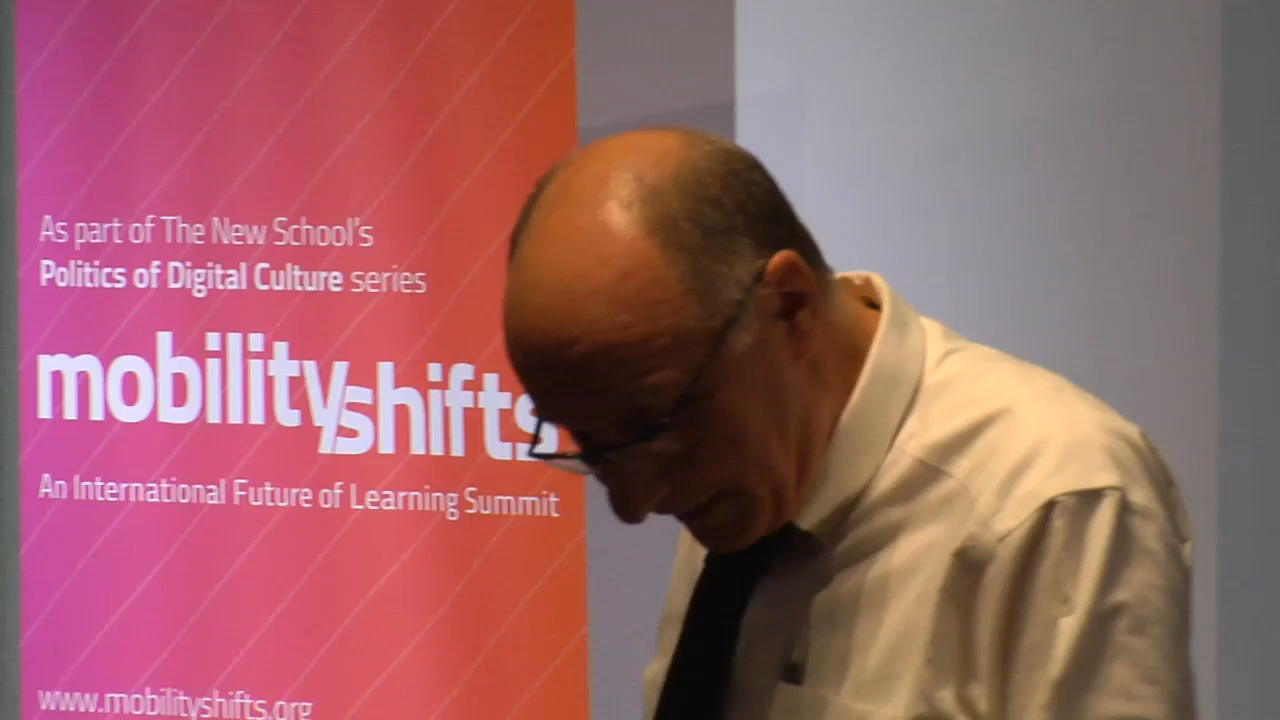 As part of The New School's
Politics of Digital Culture series
mobilityshifts
An International Future of Learning Summit
www.mobilityshifts.org